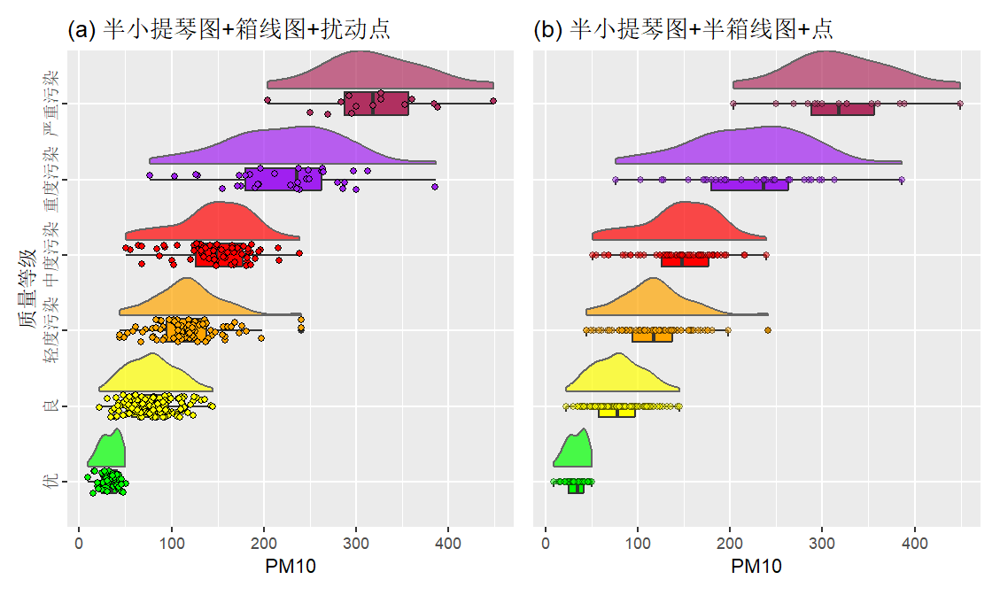 (a) 半小提琴图+箱线图+扰动点
(b) 半小提琴图+半箱线图+点
质量等级
严重污染
重度污染
中度污染
轻度污染
良
优
0 100 200 300 400
0 100 200 300 400
PM10
PM10